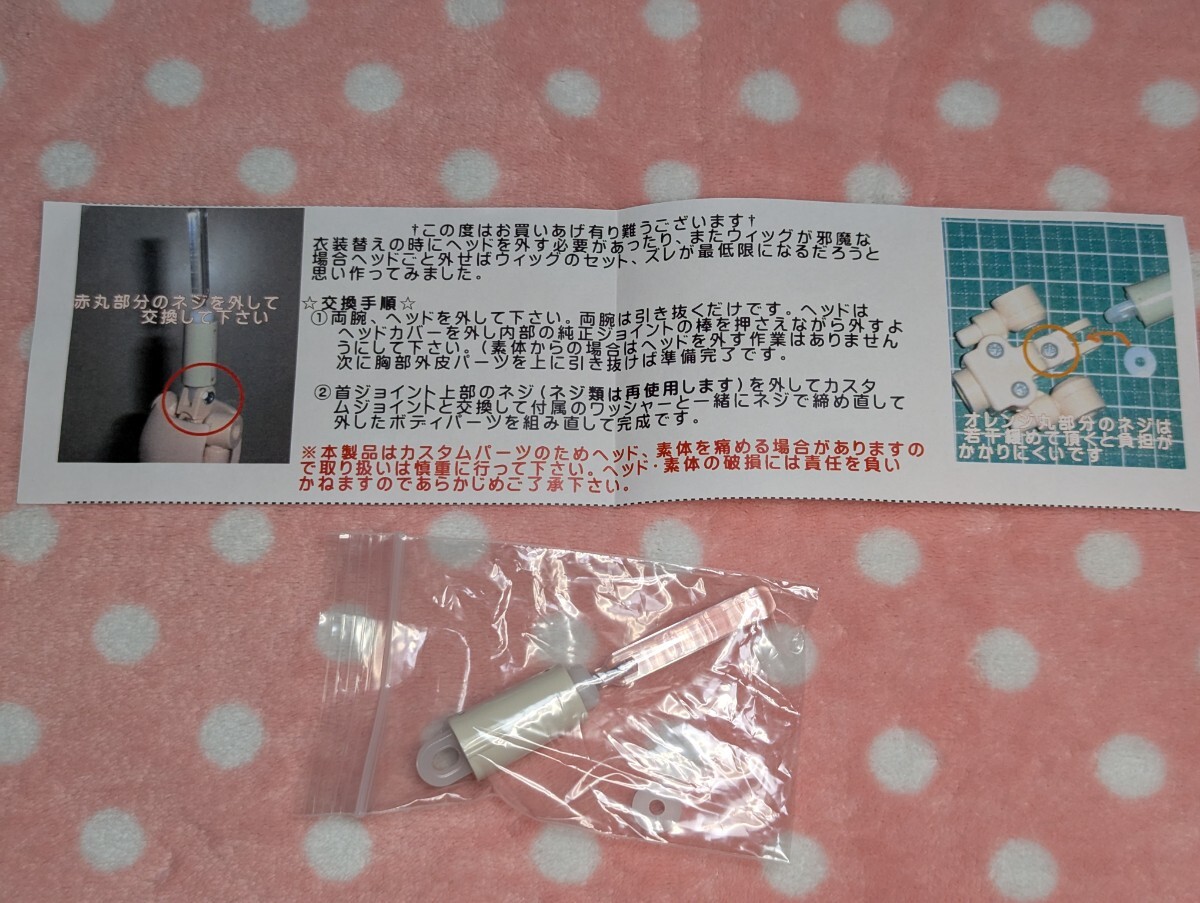 赤丸部分のネジを外して
交換して下さい
†この度はお買いあげ有り難うございます†
衣装替えの時にヘッドを外す必要があったり、またウィッグが邪魔な
場合ヘッドごと外せばウィッグのセット、ズレが最低限になるだろうと
思い作ってみました。
☆交換手順☆
①両腕、ヘッドを外して下さい。両腕は引き抜くだけです。ヘッドは
ヘッドカバーを外し内部の純正ジョイントの棒を押さえながら外すよ
うにして下さい。(素体からの場合はヘッドを外す作業はありません
次に胸部外皮パーツを上に引き抜けば準備完了です。
②首ジョイント上部のネジ(ネジ類は再使用します)を外してカスタ
ムジョイントと交換して付属のワッシャーと一緒にネジで締め直して
外したボディパーツを組み直して完成です。
※本製品はカスタムパーツのためヘッド、素体を痛める場合がありますの
で取り扱いは慎重に行って下さい。ヘッド・素体の破損には責任を負い
かねますのであらかじめご了承下さい。
オレンジ丸部分のネジは
若干緩めて頂くと負担が
かかりにくいです